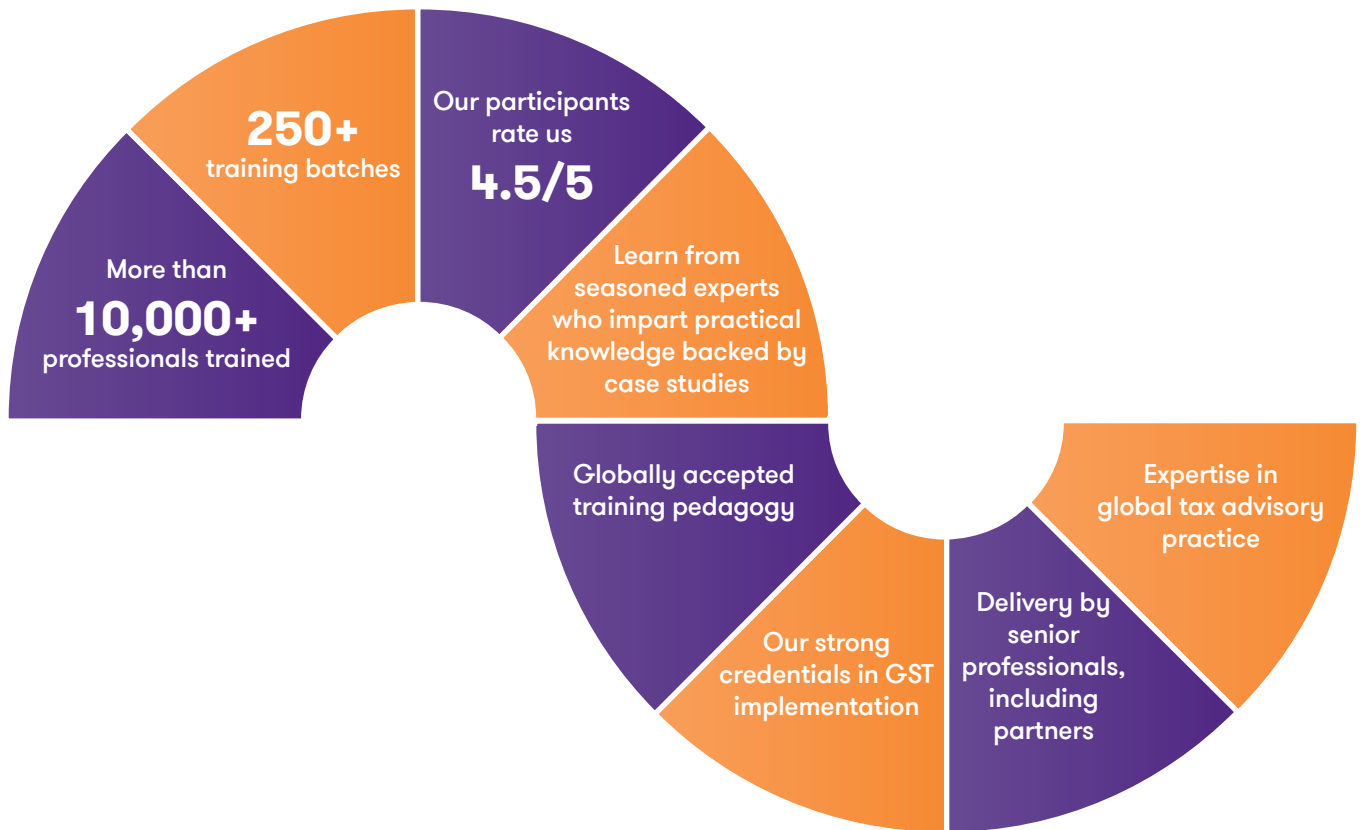 More than
10,000+
professionals trained
250+
training batches
Our participants
rate us
4.5/5
Learn from
seasoned experts
who impart practical
knowledge backed by
case studies
Globally accepted
training pedagogy
Our strong
credentials in GST
implementation
Delivery by
senior
professionals,
including
partners
Expertise in
global tax advisory
practice